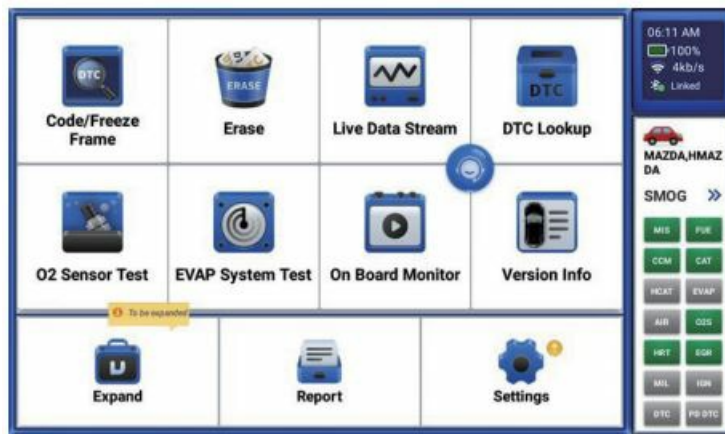 06:11 AM
100%
4kb/s
Linked
DTC
ERASE
DTC
Code/Freeze
Frame
Erase
Live Data Stream
DTC Lookup
MAZDA,HMAZ
DA
SMOG »
MIS FUE
CCM CAT
HCAT EVAP
AIR O2S
HRT EGR
MIL IGN
DTC PD DTC
O2 Sensor Test
EVAP System Test
On Board Monitor
Version Info
To be expanded
U
Expand
Report
Settings